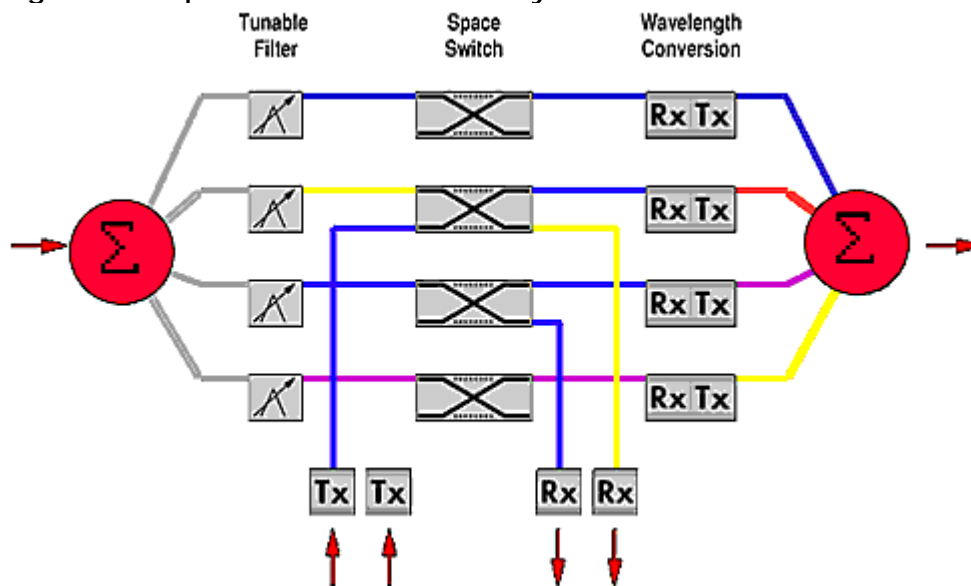 Tunable Filter
Space Switch
Wavelength Conversion
Rx Tx
Σ
Rx Tx
Σ
Rx Tx
Rx Tx
Tx
Tx
Rx
Rx